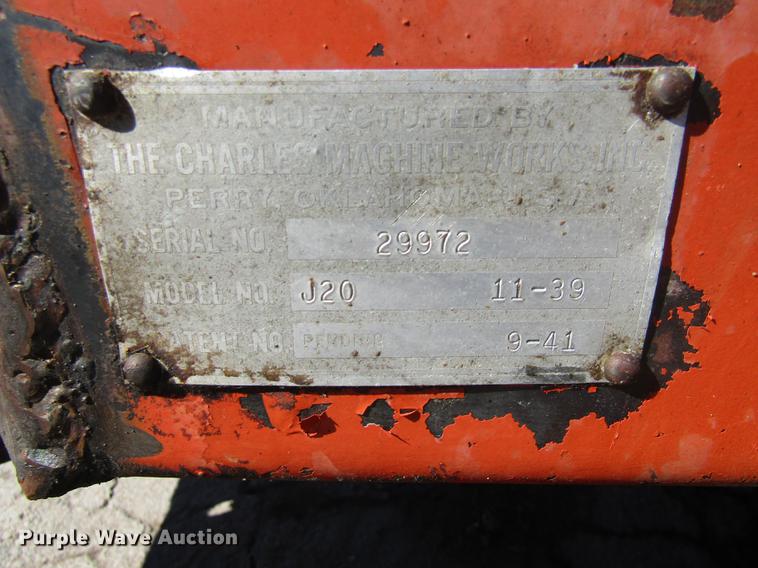 MANUFACTURED BY
THE CHARLES MACHINE WORKS, INC.
PERRY, OKLAHOMA U.S.A.
SERIAL NO. 29972
MODEL NO. J20 11-39
PATENT NO. PENDING 9-41
Purple Wave Auction